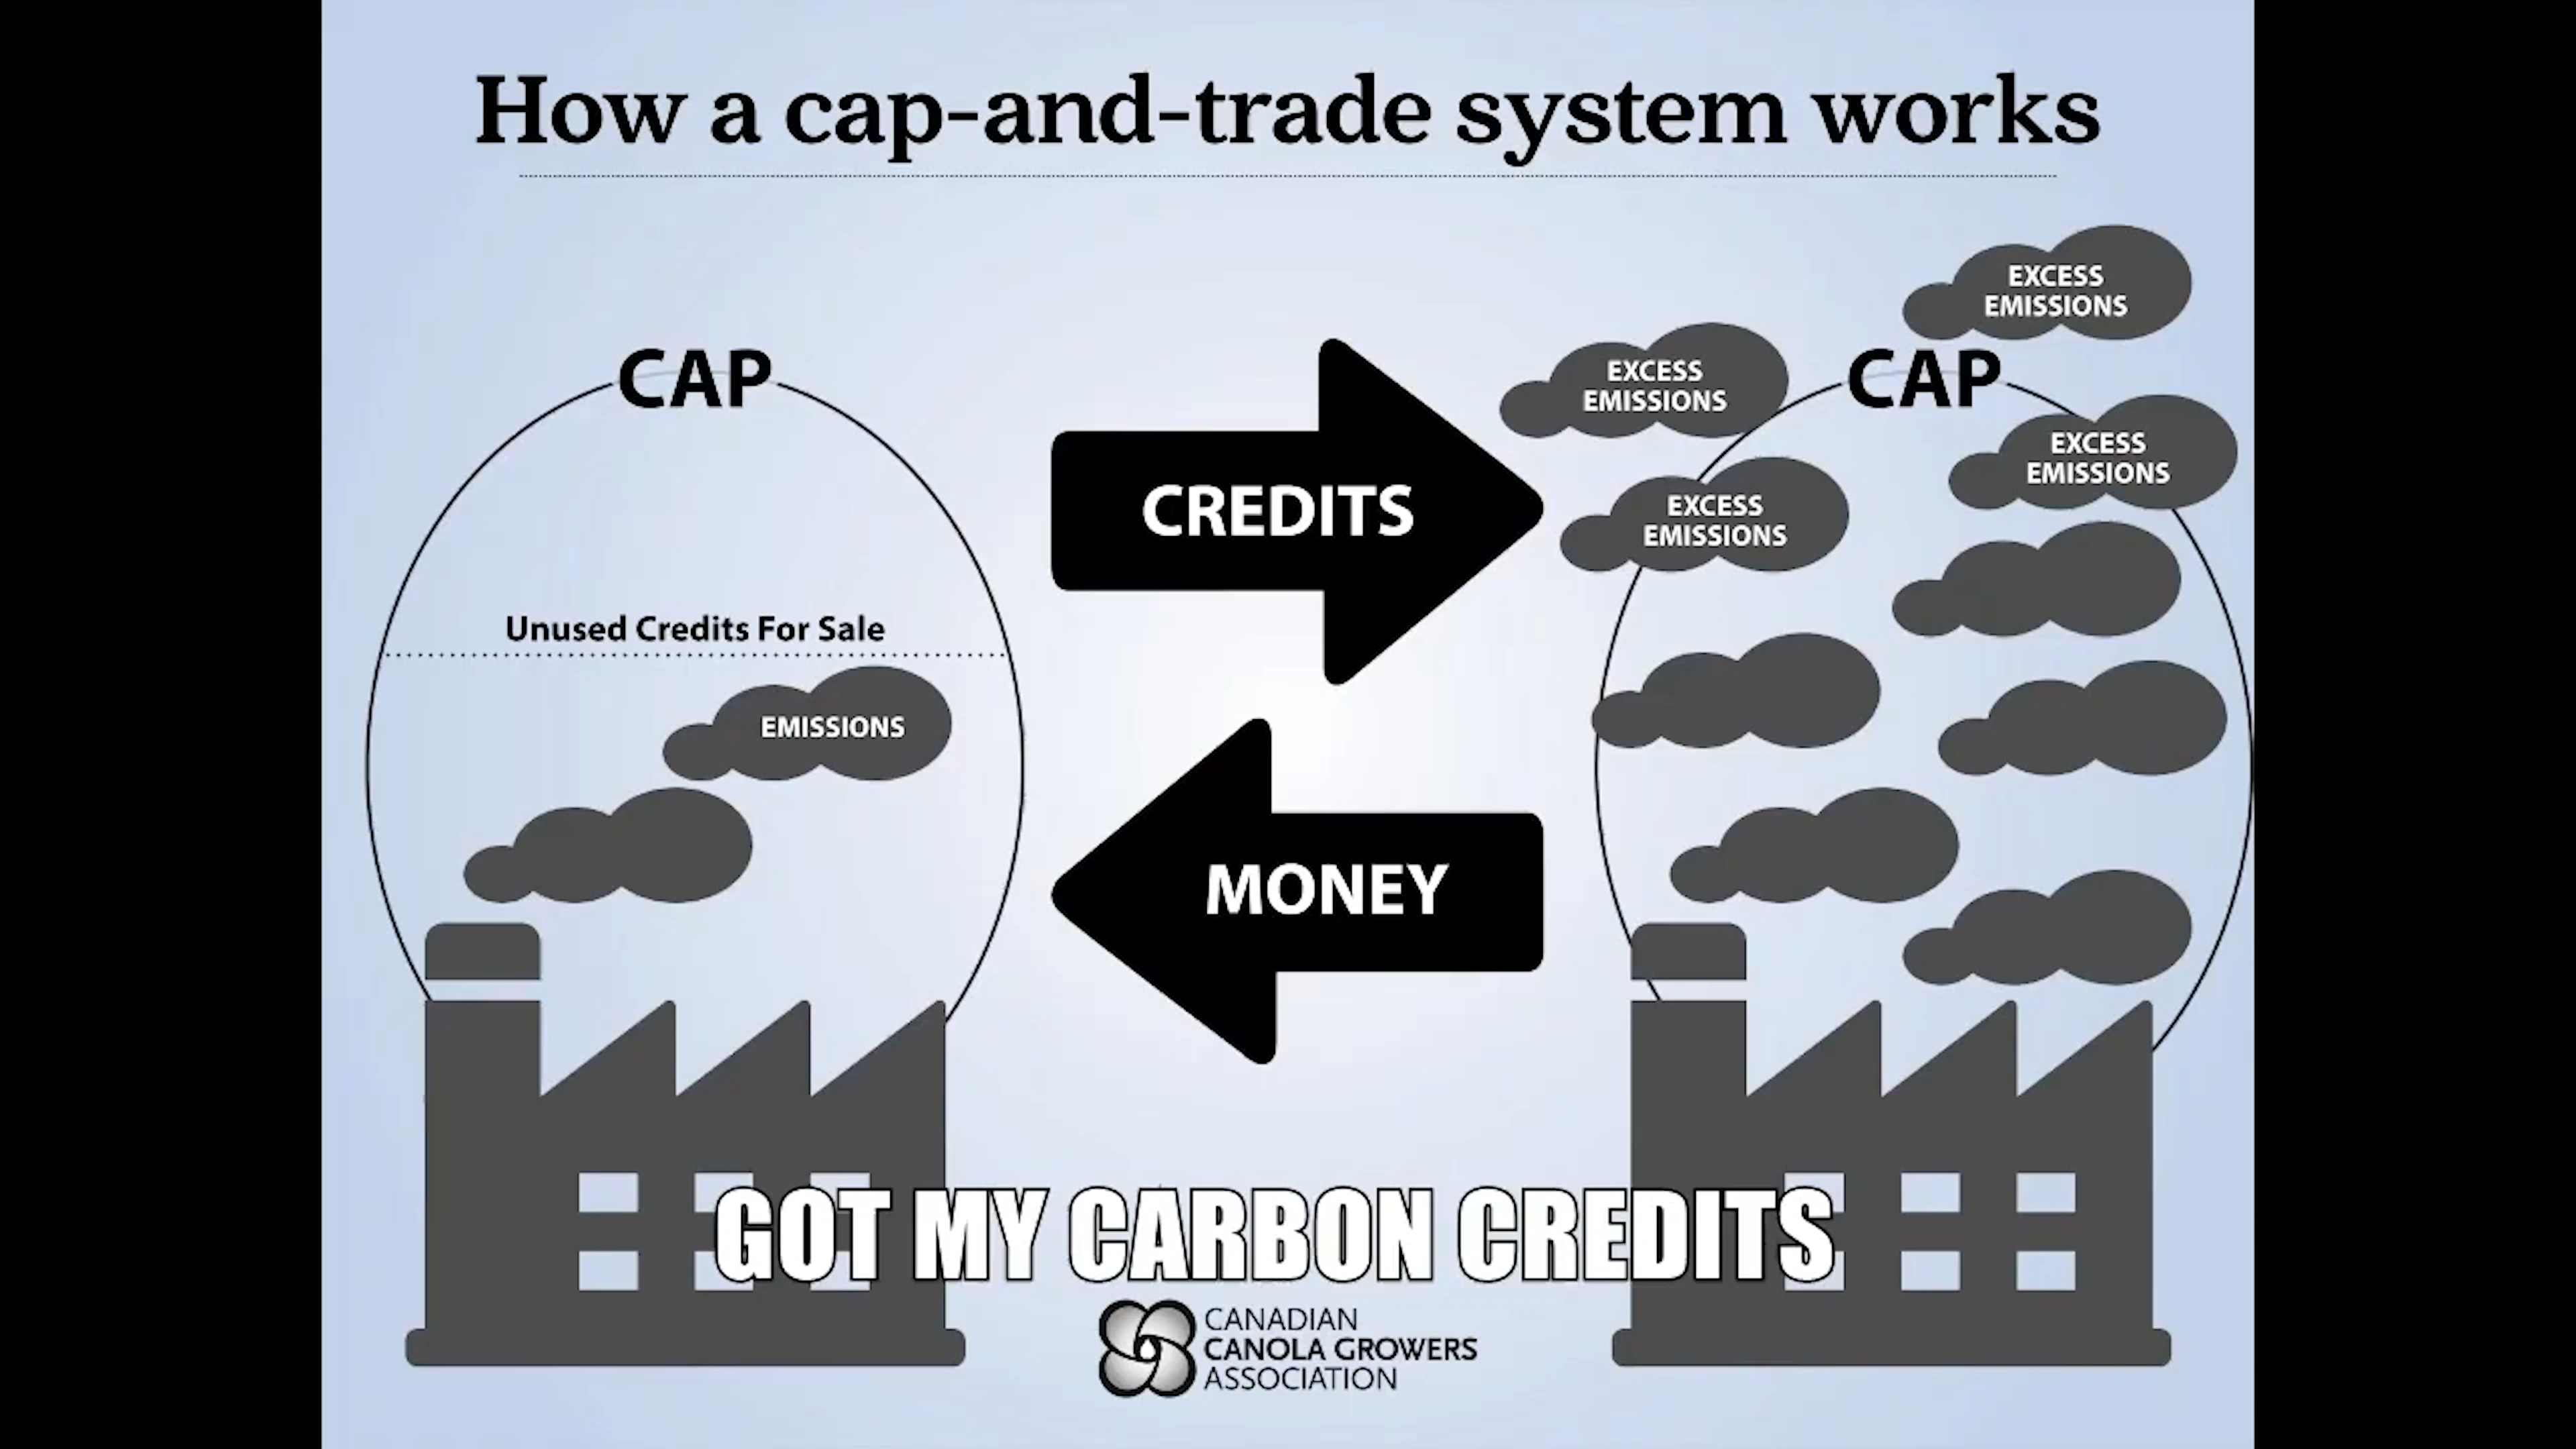 How a cap-and-trade system works
EXCESS
EMISSIONS
CAP
EXCESS
EMISSIONS
CAP
EXCESS
EMISSIONS
CREDITS
EXCESS
EMISSIONS
Unused Credits For Sale
EMISSIONS
MONEY
GOT MY CARBON CREDITS
CANADIAN
CANOLA GROWERS
ASSOCIATION